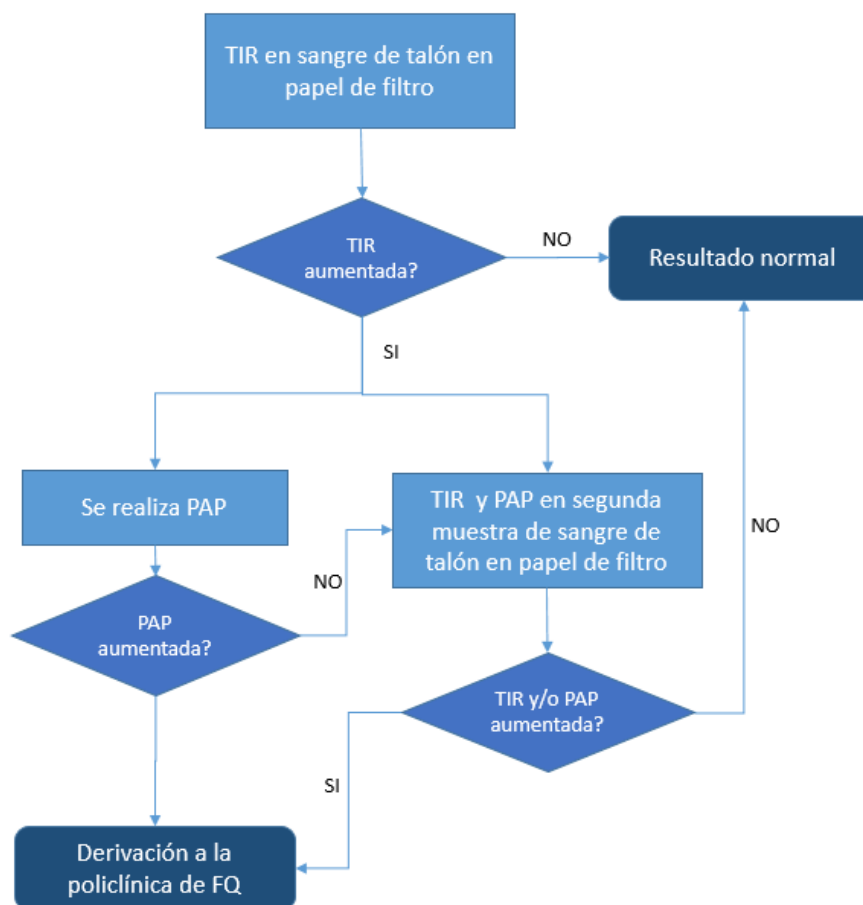 TIR en sangre de talón en
papel de filtro
TIR
aumentada?
NO
Resultado normal
SI
Se realiza PAP
TIR y PAP en segunda
muestra de sangre de
talón en papel de filtro
NO
NO
PAP
aumentada?
TIR y/o PAP
aumentada?
SI
Derivación a la
policlínica de FQ